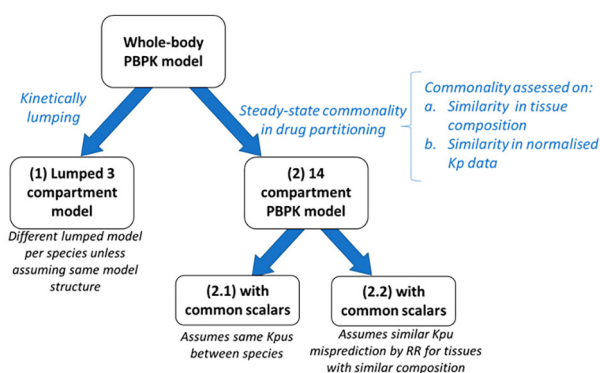 Whole-body
PBPK model
Kinetically
lumping
Steady-state commonality
in drug partitioning
Commonality assessed on:
a. Similarity in tissue
composition
b. Similarity in normalised
Kp data
(1) Lumped 3
compartment
model
Different lumped model
per species unless
assuming same model
structure
(2) 14
compartment
PBPK model
(2.1) with
common scalars
Assumes same Kpus
between species
(2.2) with
common scalars
Assumes similar Kpu
misprediction by RR for tissues
with similar composition